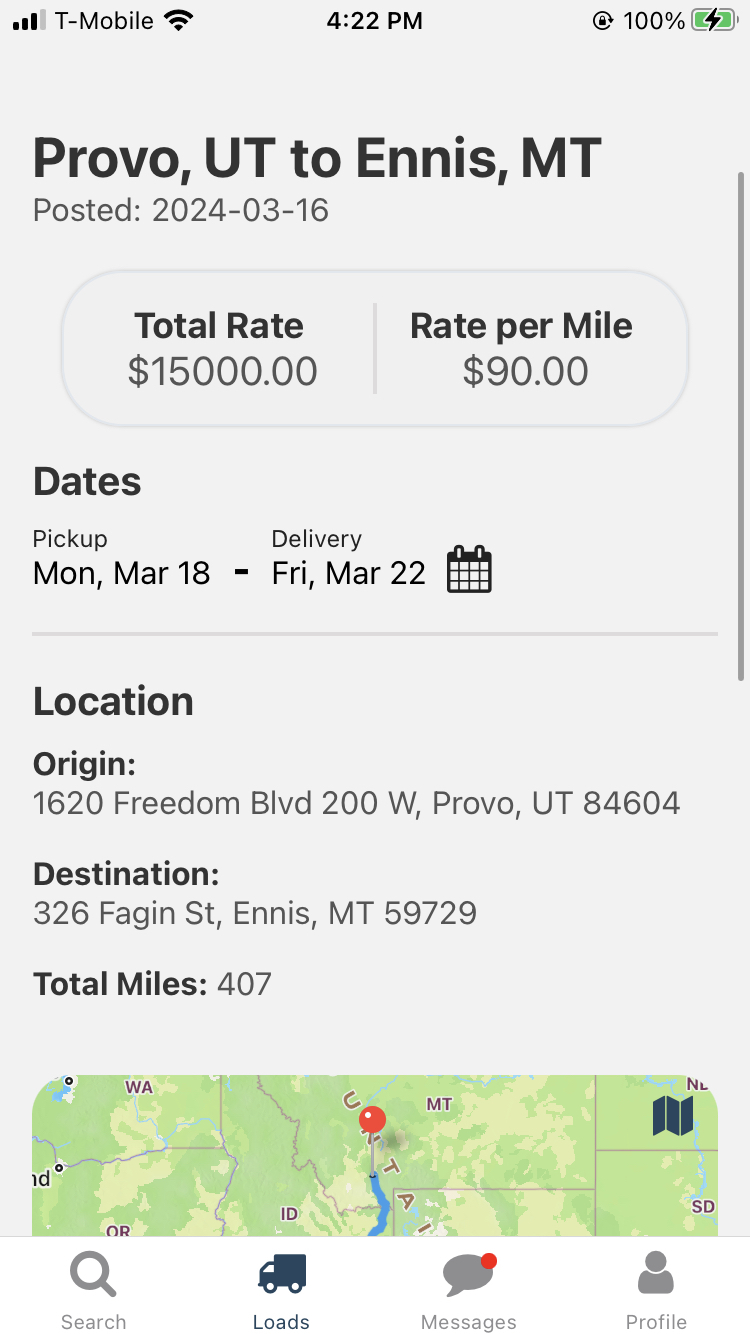 T-Mobile 4:22 PM 100%
Provo, UT to Ennis, MT
Posted: 2024-03-16
Total Rate Rate per Mile
$15000.00 $90.00
Dates
Pickup Delivery
Mon, Mar 18 - Fri, Mar 22
Location
Origin:
1620 Freedom Blvd 200 W, Provo, UT 84604
Destination:
326 Fagin St, Ennis, MT 59729
Total Miles: 407
WA
MT
nd
ID
SD
OR
Search Loads Messages Profile